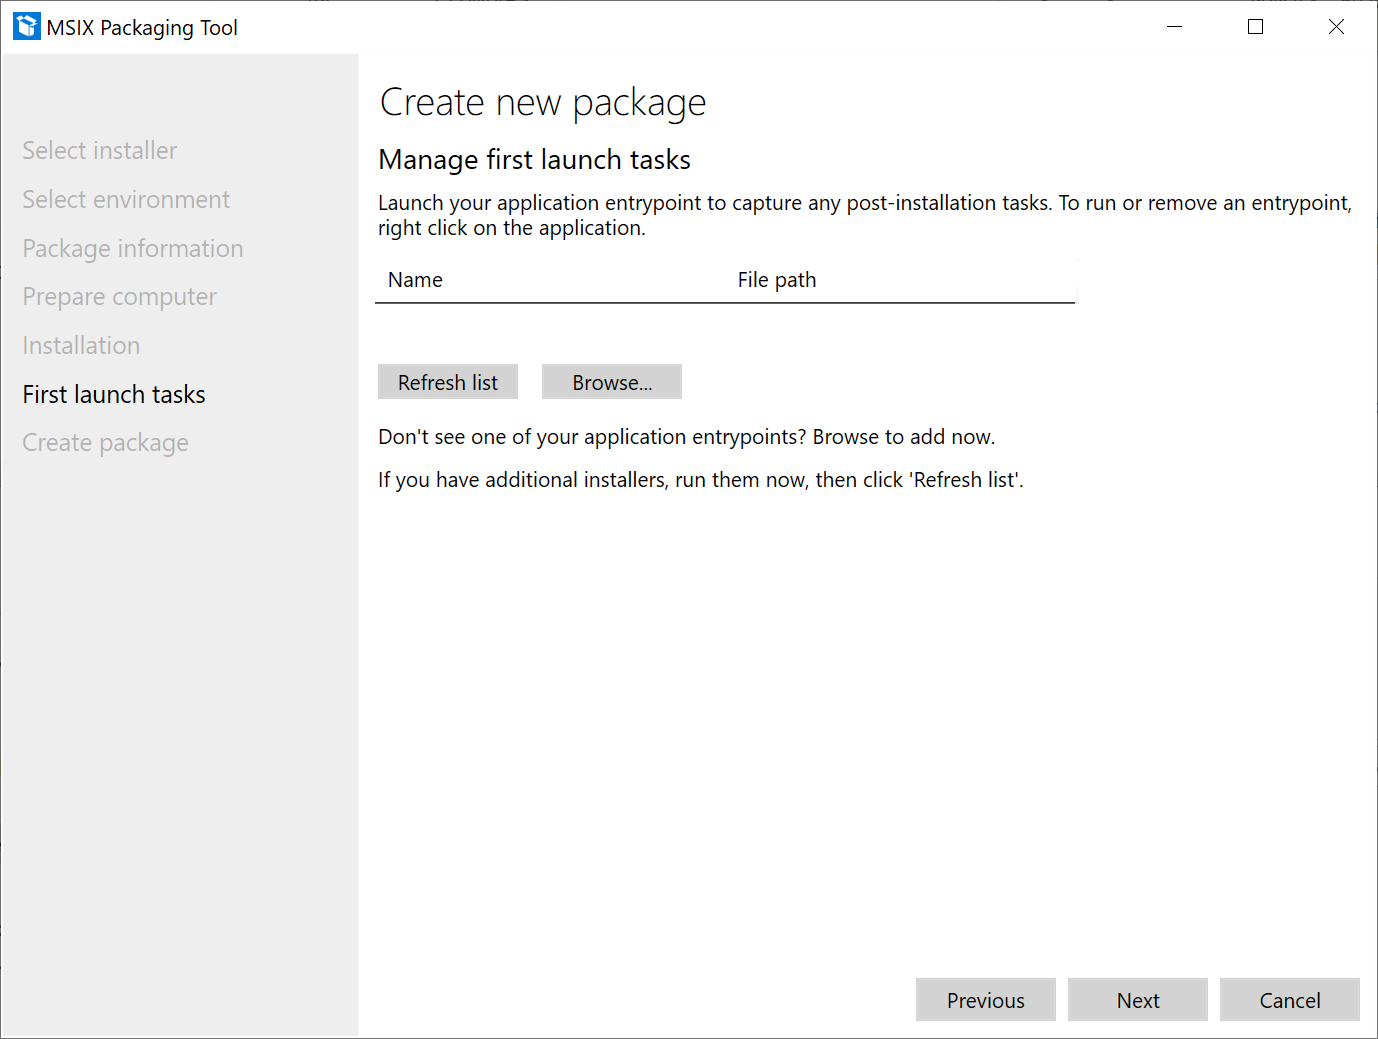 MSIX Packaging Tool
Select installer
Select environment
Package information
Prepare computer
Installation
First launch tasks
Create package
Create new package
Manage first launch tasks
Launch your application entrypoint to capture any post-installation tasks. To run or remove an entrypoint,
right click on the application.
Name File path
Refresh list Browse...
Don't see one of your application entrypoints? Browse to add now.
If you have additional installers, run them now, then click 'Refresh list'.
Previous Next Cancel